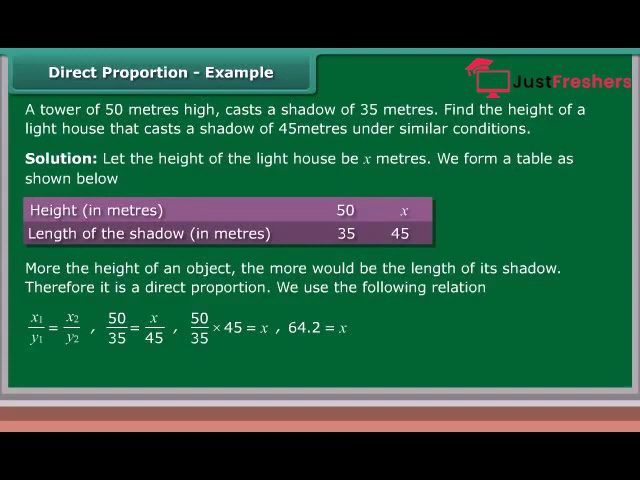 Direct Proportion - Example
JustFreshers
A tower of 50 metres high, casts a shadow of 35 metres. Find the height of a
light house that casts a shadow of 45metres under similar conditions.
Solution: Let the height of the light house be x metres. We form a table as
shown below
Height (in metres) 50 x
Length of the shadow (in metres) 35 45
More the height of an object, the more would be the length of its shadow.
Therefore it is a direct proportion. We use the following relation
x₁/y₁ = x₂/y₂ , 50/35 = x/45 , 50/35 × 45 = x , 64.2 = x